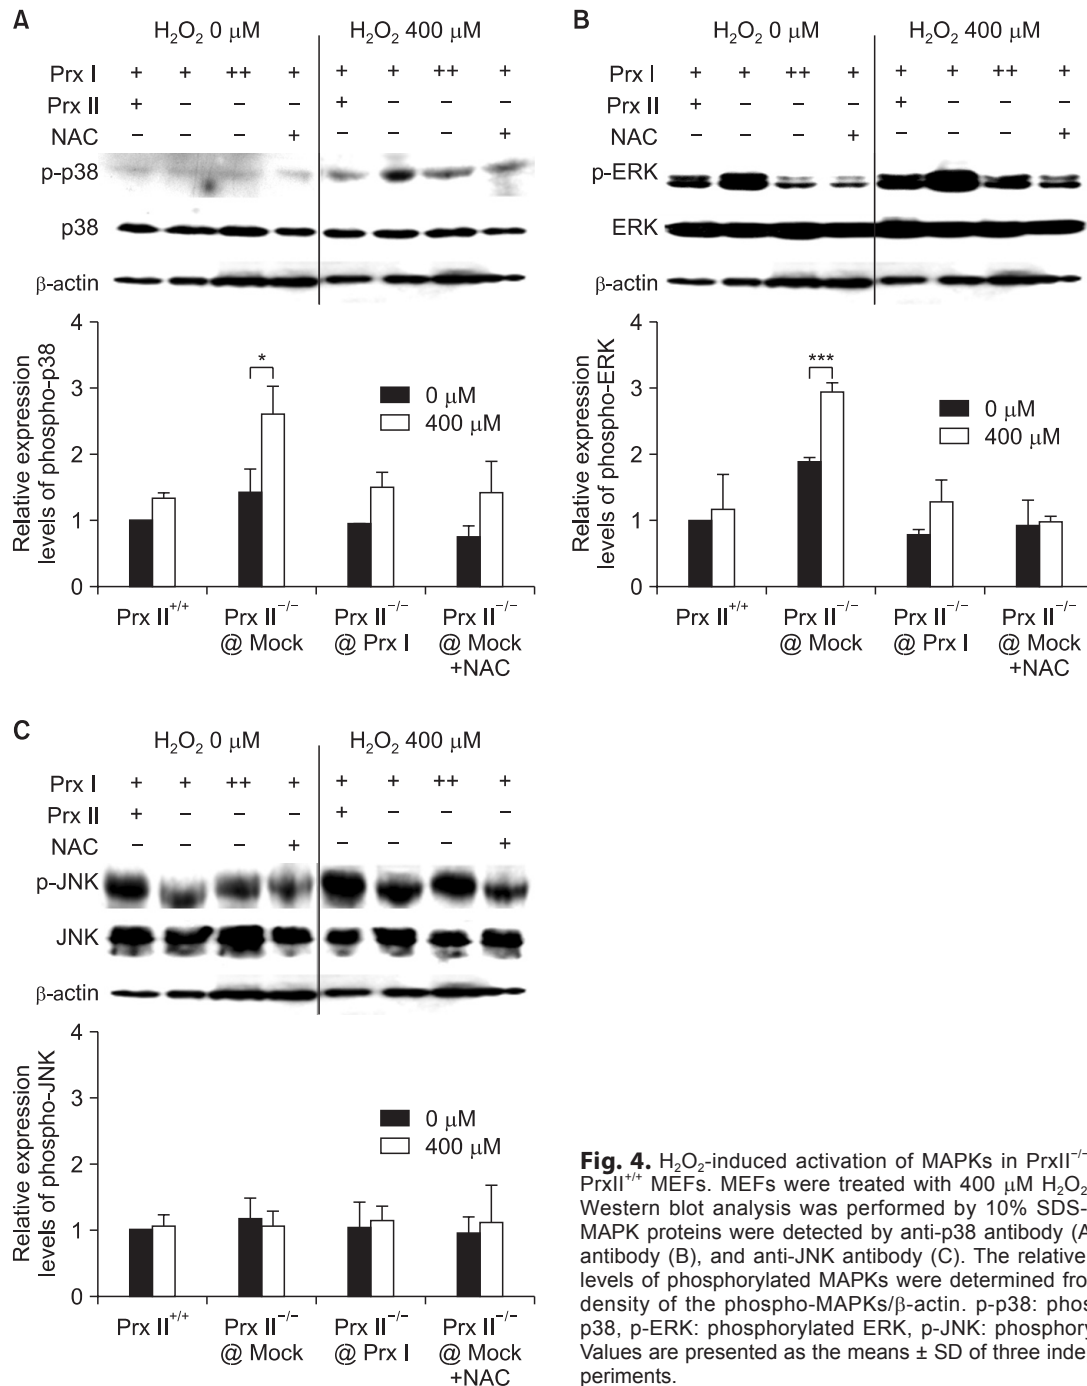 A
H₂O₂ 0 μM H₂O₂ 400 μM
Prx I + + ++ + + + ++ +
Prx II + – – – + – – –
NAC – – – + – – – +
p-p38
p38
β-actin
Relative expression
levels of phospho-p38
4
3
2
1
0
*
0 μM
400 μM
Prx II⁺/⁺
Prx II⁻/⁻
@ Mock
Prx II⁻/⁻
@ Prx I
Prx II⁻/⁻
@ Mock
+NAC
B
H₂O₂ 0 μM H₂O₂ 400 μM
Prx I + + ++ + + + ++ +
Prx II + – – – + – – –
NAC – – – + – – – +
p-ERK
ERK
β-actin
Relative expression
levels of phospho-ERK
4
3
2
1
0
***
0 μM
400 μM
Prx II⁺/⁺
Prx II⁻/⁻
@ Mock
Prx II⁻/⁻
@ Prx I
Prx II⁻/⁻
@ Mock
+NAC
C
H₂O₂ 0 μM H₂O₂ 400 μM
Prx I + + ++ + + + ++ +
Prx II + – – – + – – –
NAC – – – + – – – +
p-JNK
JNK
β-actin
Relative expression
levels of phospho-JNK
4
3
2
1
0
0 μM
400 μM
Prx II⁺/⁺
Prx II⁻/⁻
@ Mock
Prx II⁻/⁻
@ Prx I
Prx II⁻/⁻
@ Mock
+NAC
Fig. 4. H₂O₂-induced activation of MAPKs in PrxII⁻/⁻
PrxII⁺/⁺ MEFs. MEFs were treated with 400 μM H₂O₂
Western blot analysis was performed by 10% SDS-
MAPK proteins were detected by anti-p38 antibody (A
antibody (B), and anti-JNK antibody (C). The relative
levels of phosphorylated MAPKs were determined fro
density of the phospho-MAPKs/β-actin. p-p38: phos
p38, p-ERK: phosphorylated ERK, p-JNK: phosphory
Values are presented as the means ± SD of three inde
periments.